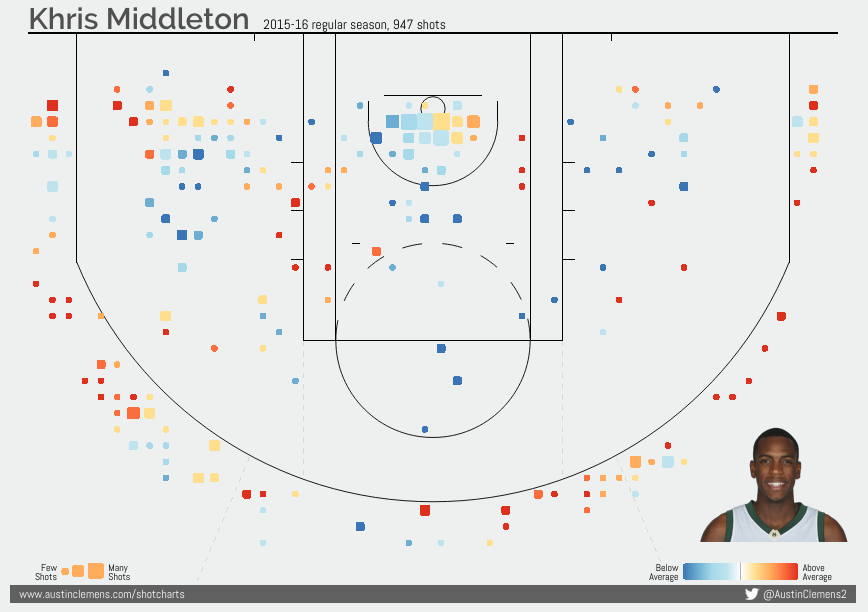 Khris Middleton 2015-16 regular season, 947 shots
Few Shots Many Shots
Below Average Above Average
www.austinclemens.com/shotcharts @AustinClemens2